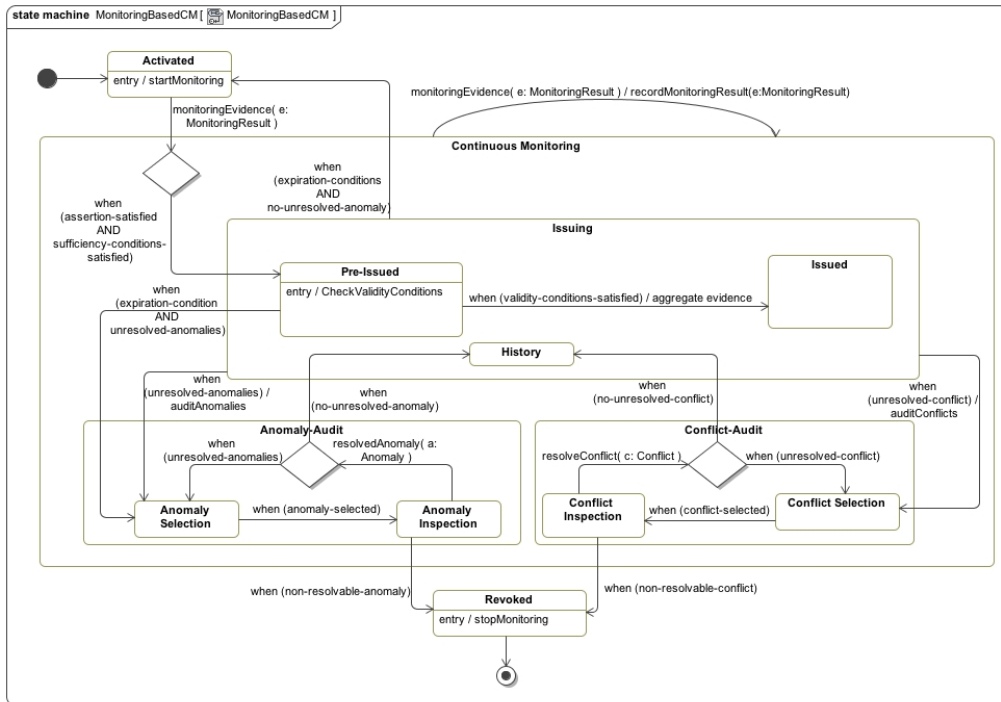 state machine MonitoringBasedCM [ MonitoringBasedCM ]
Activated
entry / startMonitoring
monitoringEvidence( e:
MonitoringResult )
monitoringEvidence( e: MonitoringResult ) / recordMonitoringResult(e:MonitoringResult)
Continuous Monitoring
when
(expiration-conditions
AND
no-unresolved-anomaly)
when
(assertion-satisfied
AND
sufficiency-conditions-
satisfied)
Issuing
Pre-Issued
entry / CheckValidityConditions
when (validity-conditions-satisfied) / aggregate evidence
Issued
when
(expiration-condition
AND
unresolved-anomalies)
History
when
(unresolved-anomalies) /
auditAnomalies
when
(no-unresolved-anomaly)
when
(no-unresolved-conflict)
when
(unresolved-conflict) /
auditConflicts
Anomaly-Audit
when
(unresolved-anomalies)
resolvedAnomaly( a:
Anomaly )
Anomaly
Selection
when (anomaly-selected)
Anomaly
Inspection
Conflict-Audit
resolveConflict( c: Conflict )
when (unresolved-conflict)
Conflict
Inspection
when (conflict-selected)
Conflict Selection
when (non-resolvable-anomaly)
when (non-resolvable-conflict)
Revoked
entry / stopMonitoring